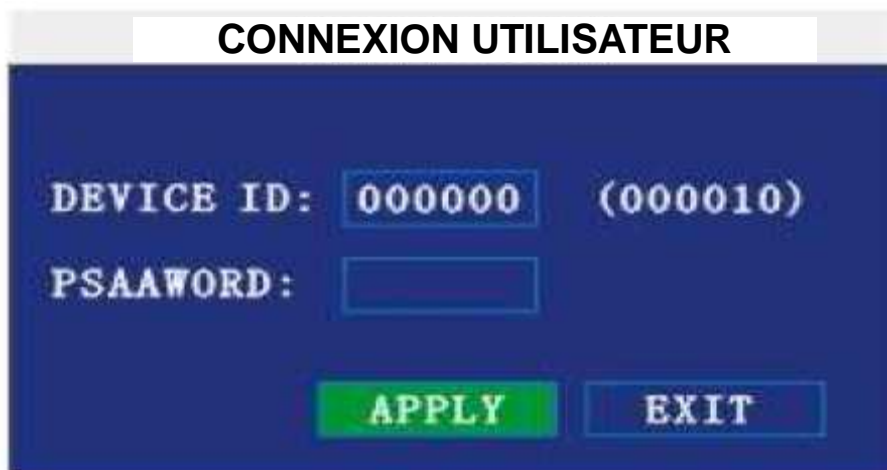 CONNEXION UTILISATEUR
DEVICE ID: 000000 (000010)
PSAAWORD:
APPLY EXIT